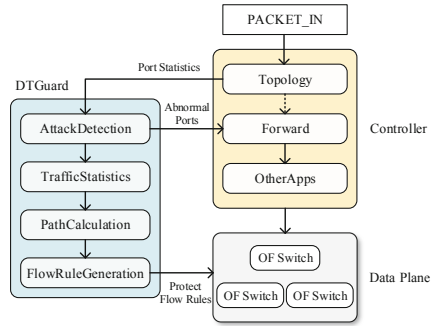 PACKET_IN
Port Statistics
Topology
DTGuard
Abnormal
Ports
AttackDetection
Forward
Controller
TrafficStatistics
OtherApps
PathCalculation
OF Switch
FlowRuleGeneration
Data Plane
Protect
Flow Rules
OF Switch
OF Switch